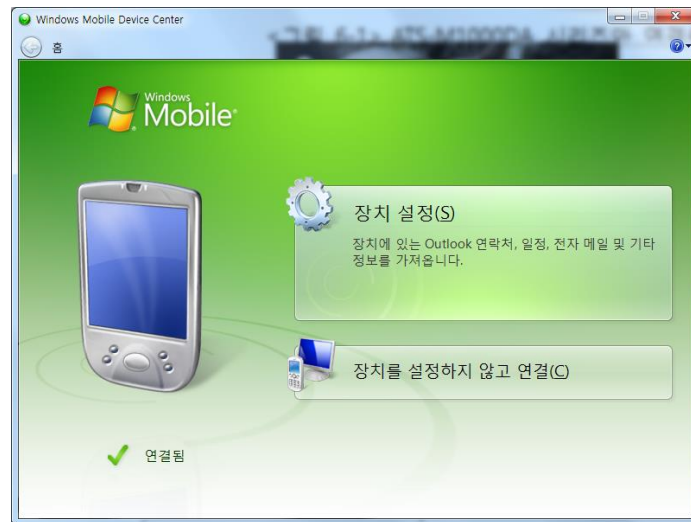 Windows Mobile Device Center
홈
Windows
Mobile
장치 설정(S)
장치에 있는 Outlook 연락처, 일정, 전자 메일 및 기타
정보를 가져옵니다.
장치를 설정하지 않고 연결(C)
연결됨